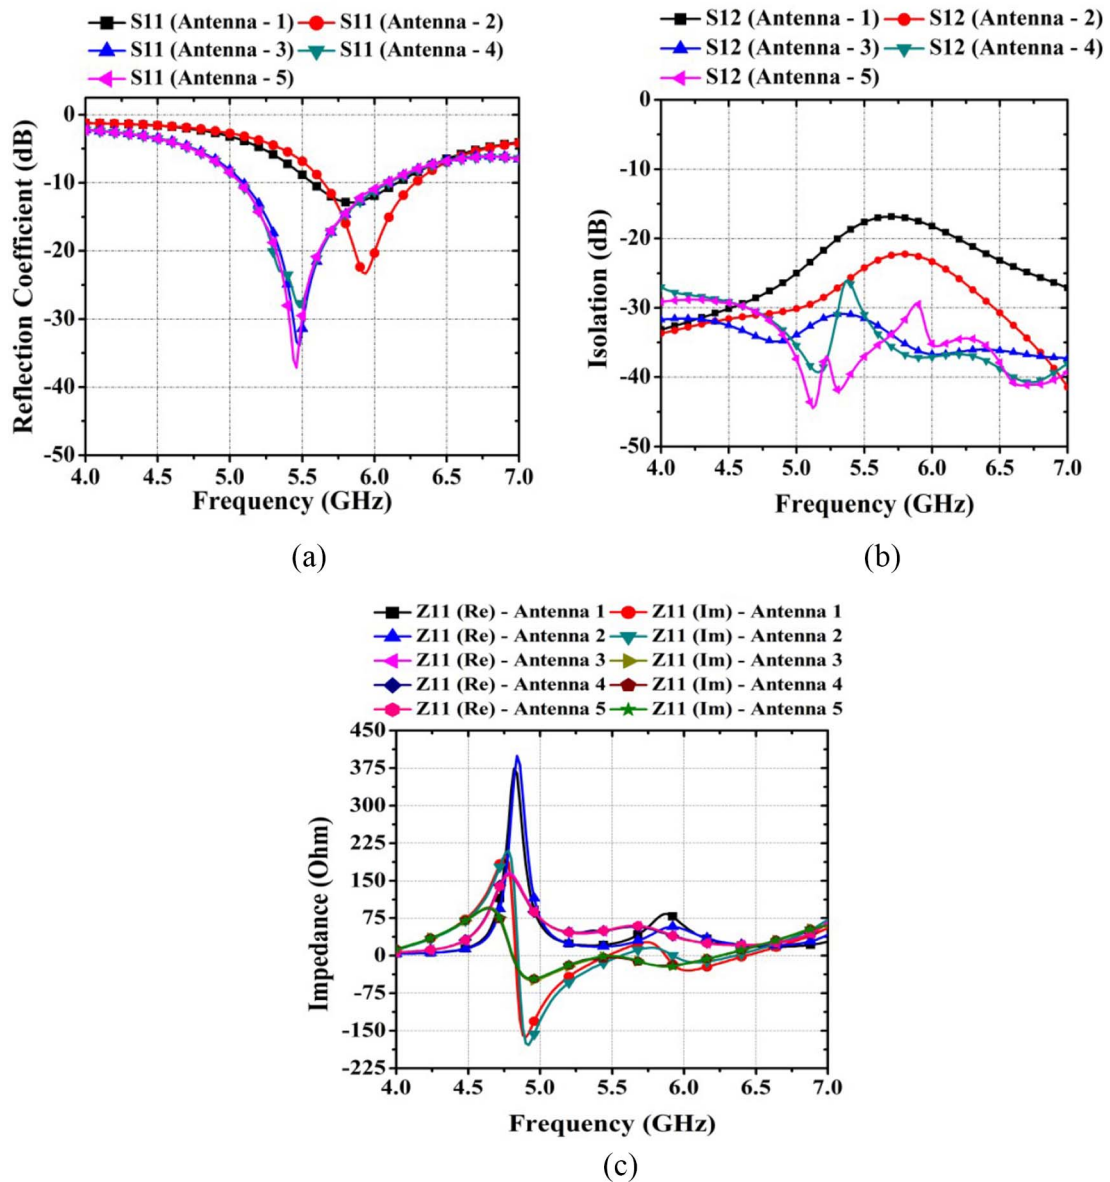 S11 (Antenna - 1) S11 (Antenna - 2)
S11 (Antenna - 3) S11 (Antenna - 4)
S11 (Antenna - 5)
0
-10
-20
-30
-40
-50
Reflection Coefficient (dB)
4.0 4.5 5.0 5.5 6.0 6.5 7.0
Frequency (GHz)
(a)
S12 (Antenna - 1) S12 (Antenna - 2)
S12 (Antenna - 3) S12 (Antenna - 4)
S12 (Antenna - 5)
0
-10
-20
-30
-40
-50
Isolation (dB)
4.0 4.5 5.0 5.5 6.0 6.5 7.0
Frequency (GHz)
(b)
Z11 (Re) - Antenna 1 Z11 (Im) - Antenna 1
Z11 (Re) - Antenna 2 Z11 (Im) - Antenna 2
Z11 (Re) - Antenna 3 Z11 (Im) - Antenna 3
Z11 (Re) - Antenna 4 Z11 (Im) - Antenna 4
Z11 (Re) - Antenna 5 Z11 (Im) - Antenna 5
450
375
300
225
150
75
0
-75
-150
-225
Impedance (Ohm)
4.0 4.5 5.0 5.5 6.0 6.5 7.0
Frequency (GHz)
(c)